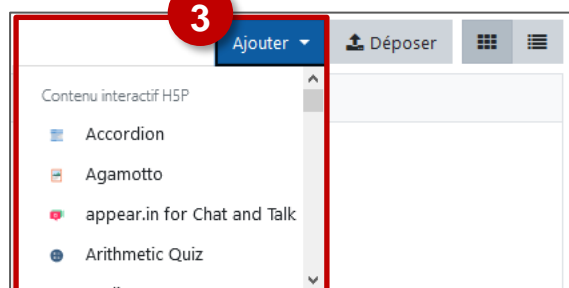 3
Ajouter Déposer
Contenu interactif H5P
Accordion
Agamotto
appear.in for Chat and Talk
Arithmetic Quiz